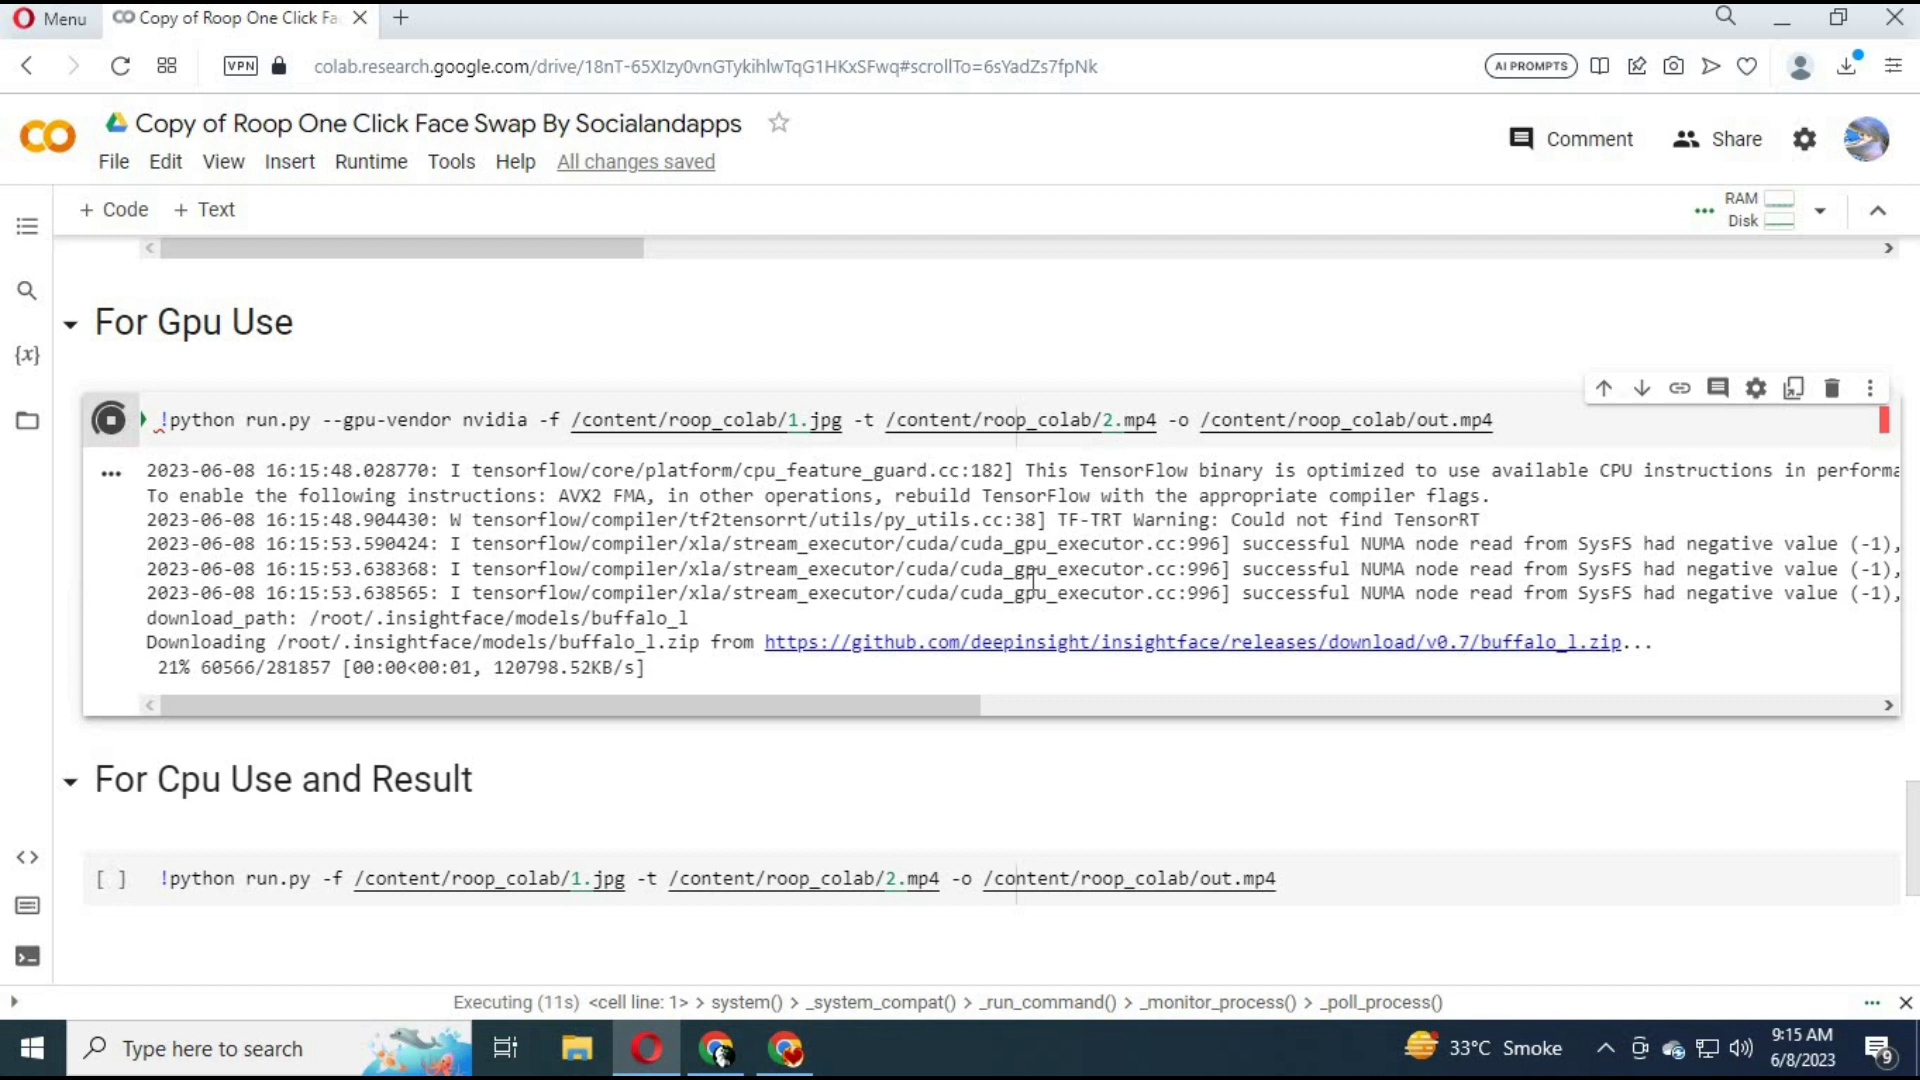 Menu
Copy of Roop One Click Fa
VPN
colab.research.google.com/drive/18nT-65XIzy0vnGTykihlwTqG1HKxSFwq#scrollTo=6sYadZs7fpNk
AI PROMPTS
Copy of Roop One Click Face Swap By Socialandapps
Comment
Share
File Edit View Insert Runtime Tools Help All changes saved
+ Code + Text
RAM
Disk
For Gpu Use
{x}
!python run.py --gpu-vendor nvidia -f /content/roop_colab/1.jpg -t /content/roop_colab/2.mp4 -o /content/roop_colab/out.mp4
2023-06-08 16:15:48.028770: I tensorflow/core/platform/cpu_feature_guard.cc:182] This TensorFlow binary is optimized to use available CPU instructions in performa
To enable the following instructions: AVX2 FMA, in other operations, rebuild TensorFlow with the appropriate compiler flags.
2023-06-08 16:15:48.904430: W tensorflow/compiler/tf2tensorrt/utils/py_utils.cc:38] TF-TRT Warning: Could not find TensorRT
2023-06-08 16:15:53.590424: I tensorflow/compiler/xla/stream_executor/cuda/cuda_gpu_executor.cc:996] successful NUMA node read from SysFS had negative value (-1),
2023-06-08 16:15:53.638368: I tensorflow/compiler/xla/stream_executor/cuda/cuda_gpu_executor.cc:996] successful NUMA node read from SysFS had negative value (-1),
2023-06-08 16:15:53.638565: I tensorflow/compiler/xla/stream_executor/cuda/cuda_gpu_executor.cc:996] successful NUMA node read from SysFS had negative value (-1),
download_path: /root/.insightface/models/buffalo_l
Downloading /root/.insightface/models/buffalo_l.zip from https://github.com/deepinsight/insightface/releases/download/v0.7/buffalo_l.zip...
21% 60566/281857 [00:00<00:01, 120798.52KB/s]
For Cpu Use and Result
[ ] !python run.py -f /content/roop_colab/1.jpg -t /content/roop_colab/2.mp4 -o /content/roop_colab/out.mp4
Executing (11s) <cell line: 1> > system() > _system_compat() > _run_command() > _monitor_process() > _poll_process()
Type here to search
33°C Smoke
9:15 AM
6/8/2023
9